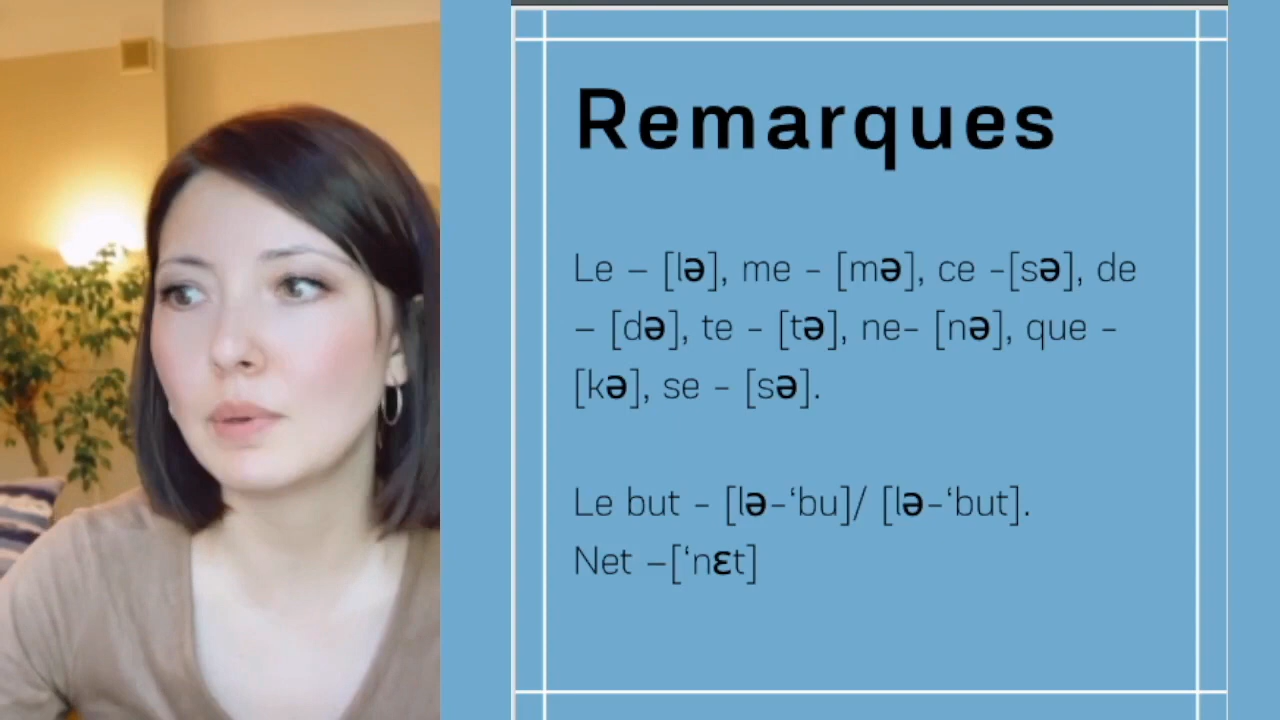 Remarques
Le – [lə], me - [mə], ce -[sə], de
– [də], te - [tə], ne- [nə], que -
[kə], se - [sə].
Le but - [lə-‘bu]/ [lə-‘but].
Net –[‘nɛt]